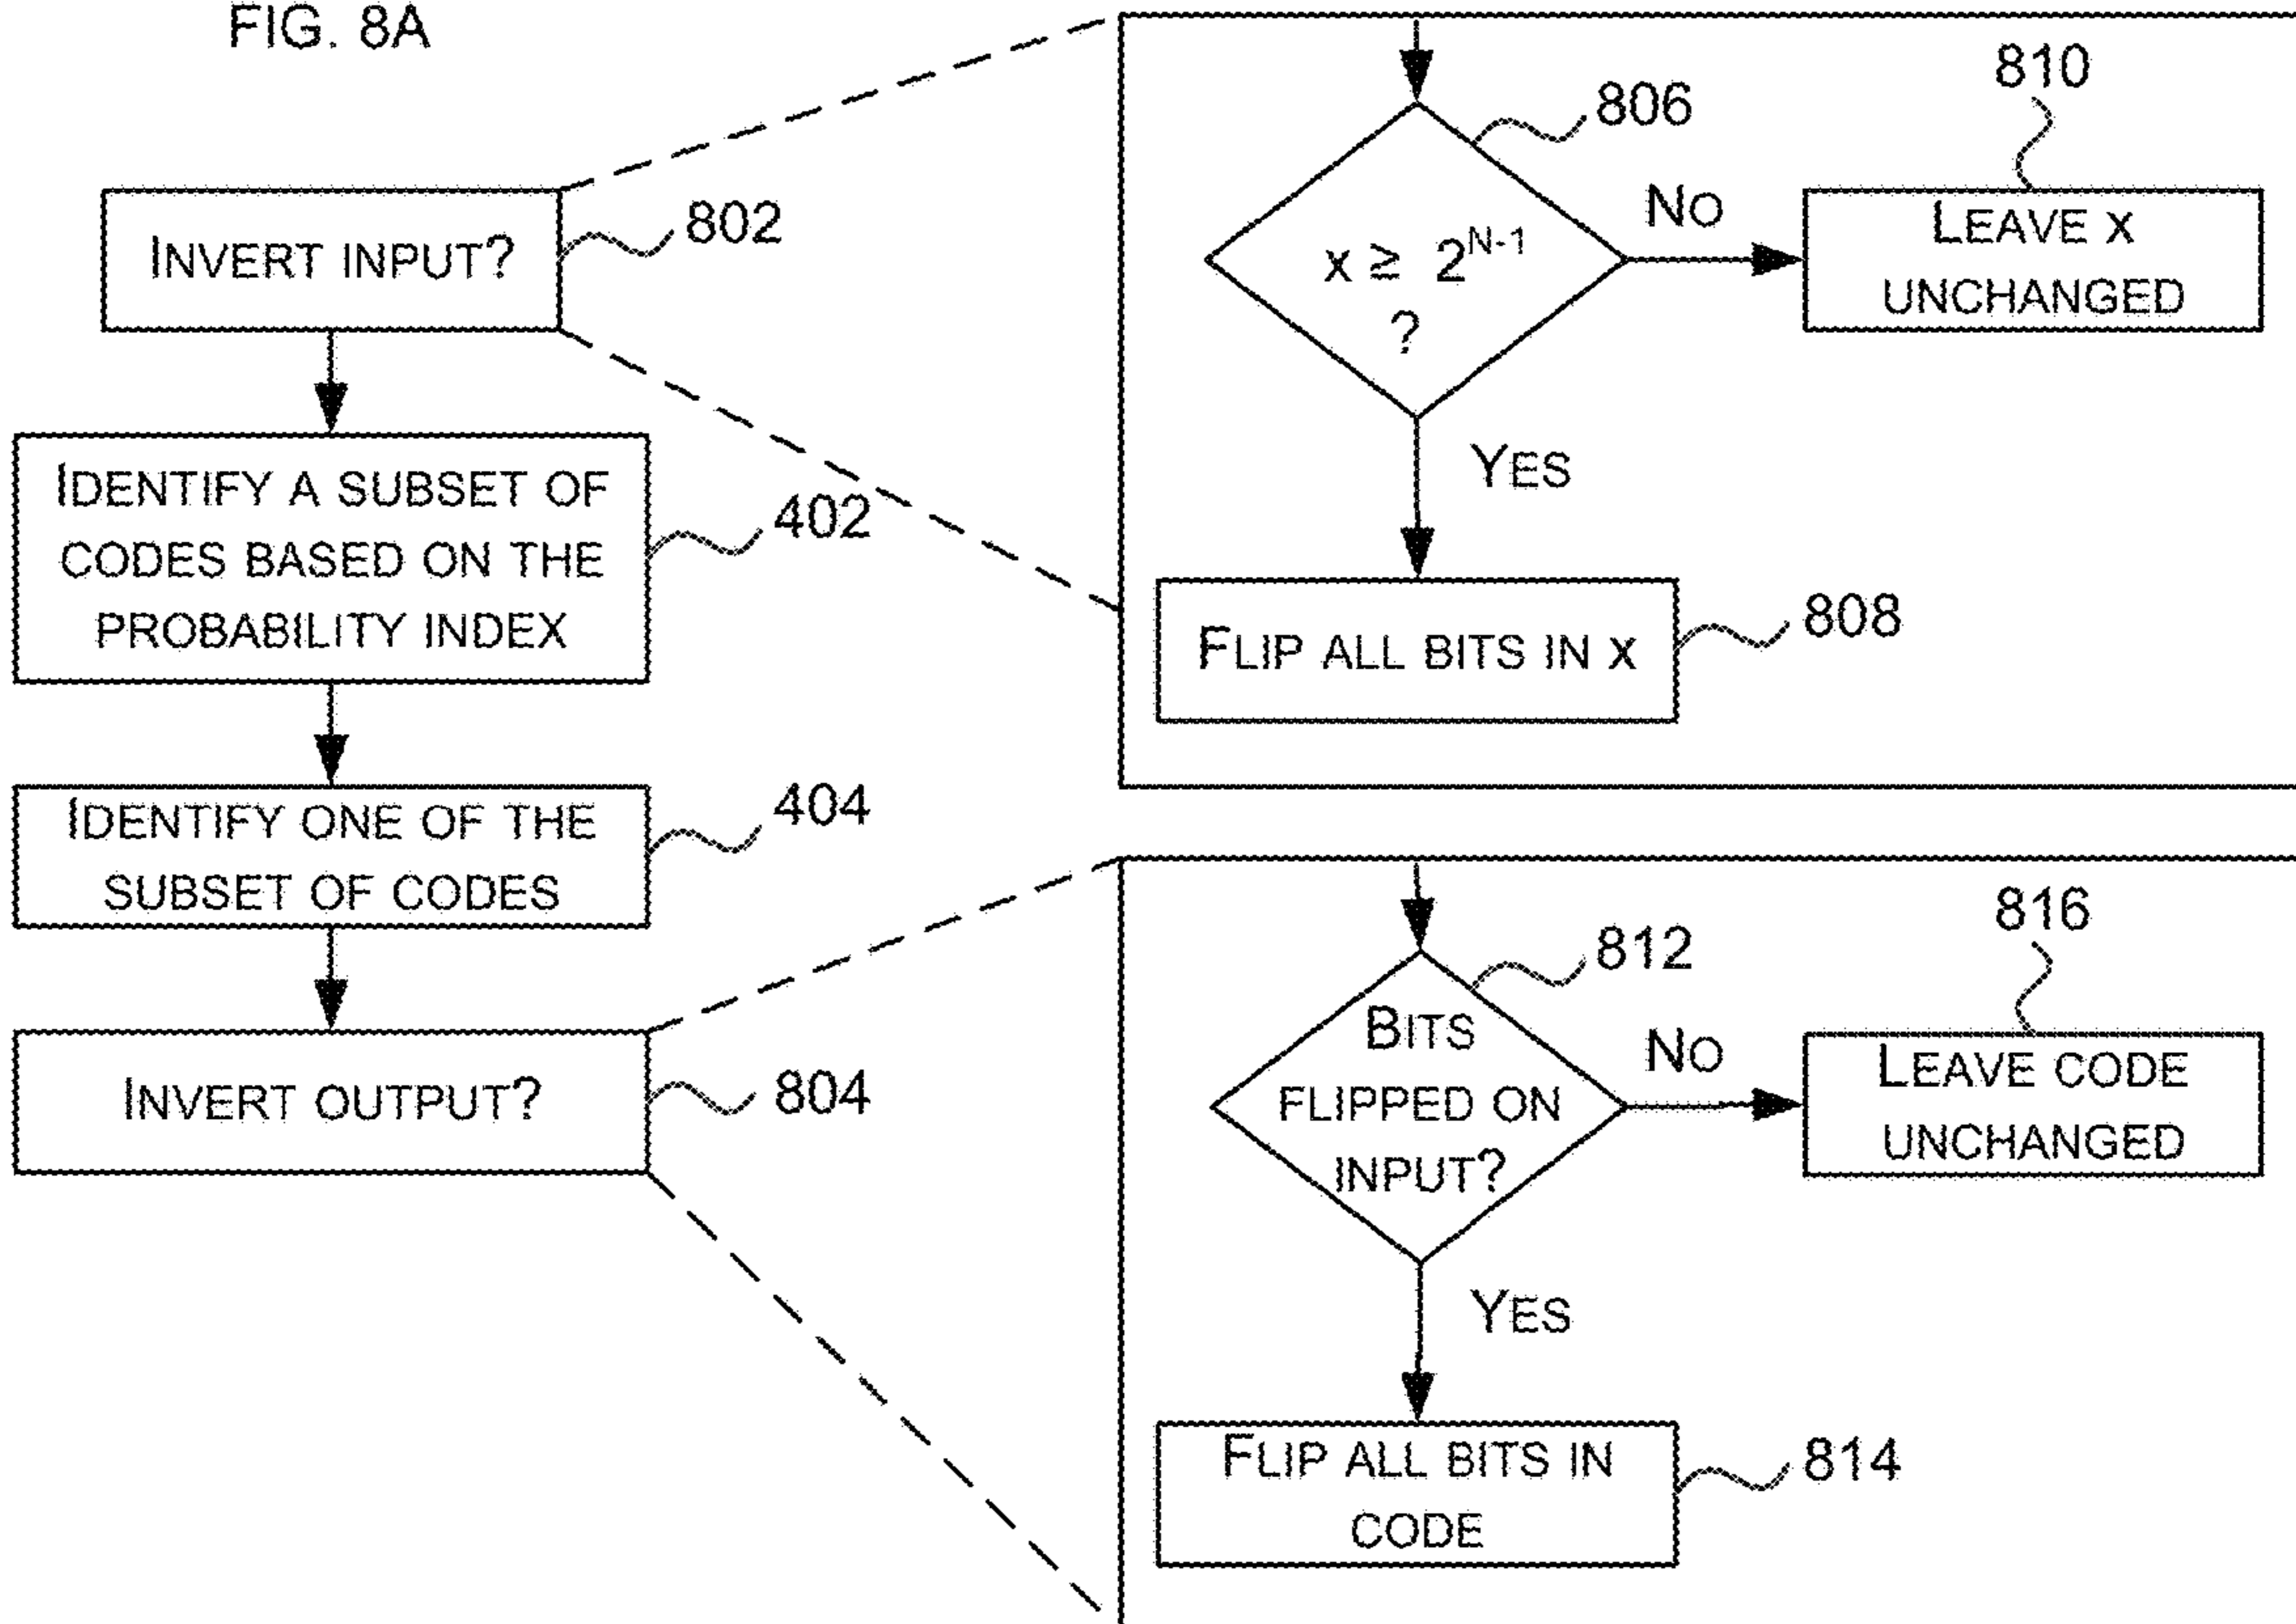 FIG. 8A
INVERT INPUT?
802
IDENTIFY A SUBSET OF
CODES BASED ON THE
PROBABILITY INDEX
402
IDENTIFY ONE OF THE
SUBSET OF CODES
404
INVERT OUTPUT?
804
806
x ≥ 2^{N-1}
?
NO
810
LEAVE X
UNCHANGED
YES
FLIP ALL BITS IN X
808
812
BITS
FLIPPED ON
INPUT?
NO
816
LEAVE CODE
UNCHANGED
YES
FLIP ALL BITS IN
CODE
814